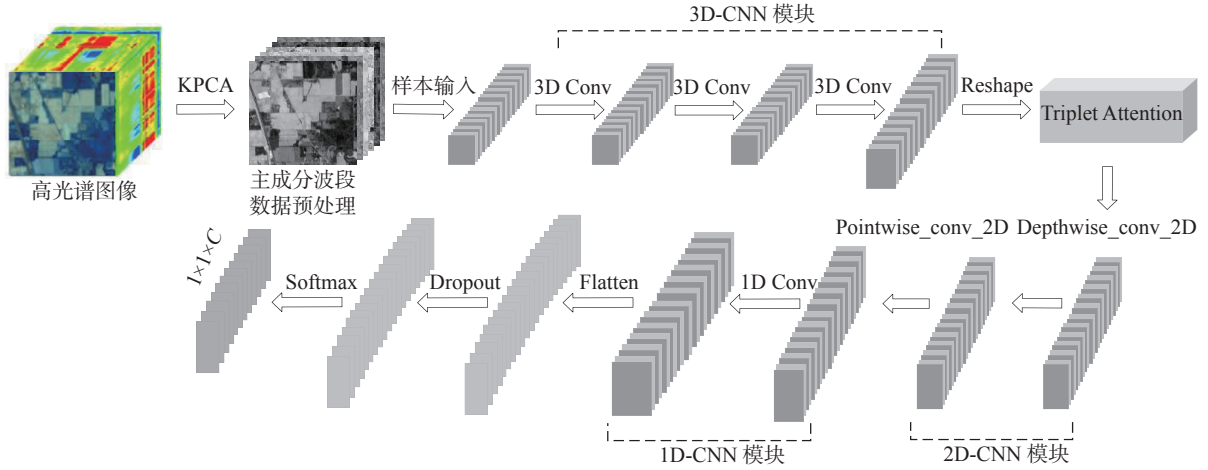 3D-CNN 模块
KPCA
样本输入
3D Conv
3D Conv
3D Conv
Reshape
Triplet Attention
高光谱图像
主成分波段
数据预处理
Pointwise_conv_2D
Depthwise_conv_2D
1D Conv
Flatten
Dropout
Softmax
1×1×C
1D-CNN 模块
2D-CNN 模块